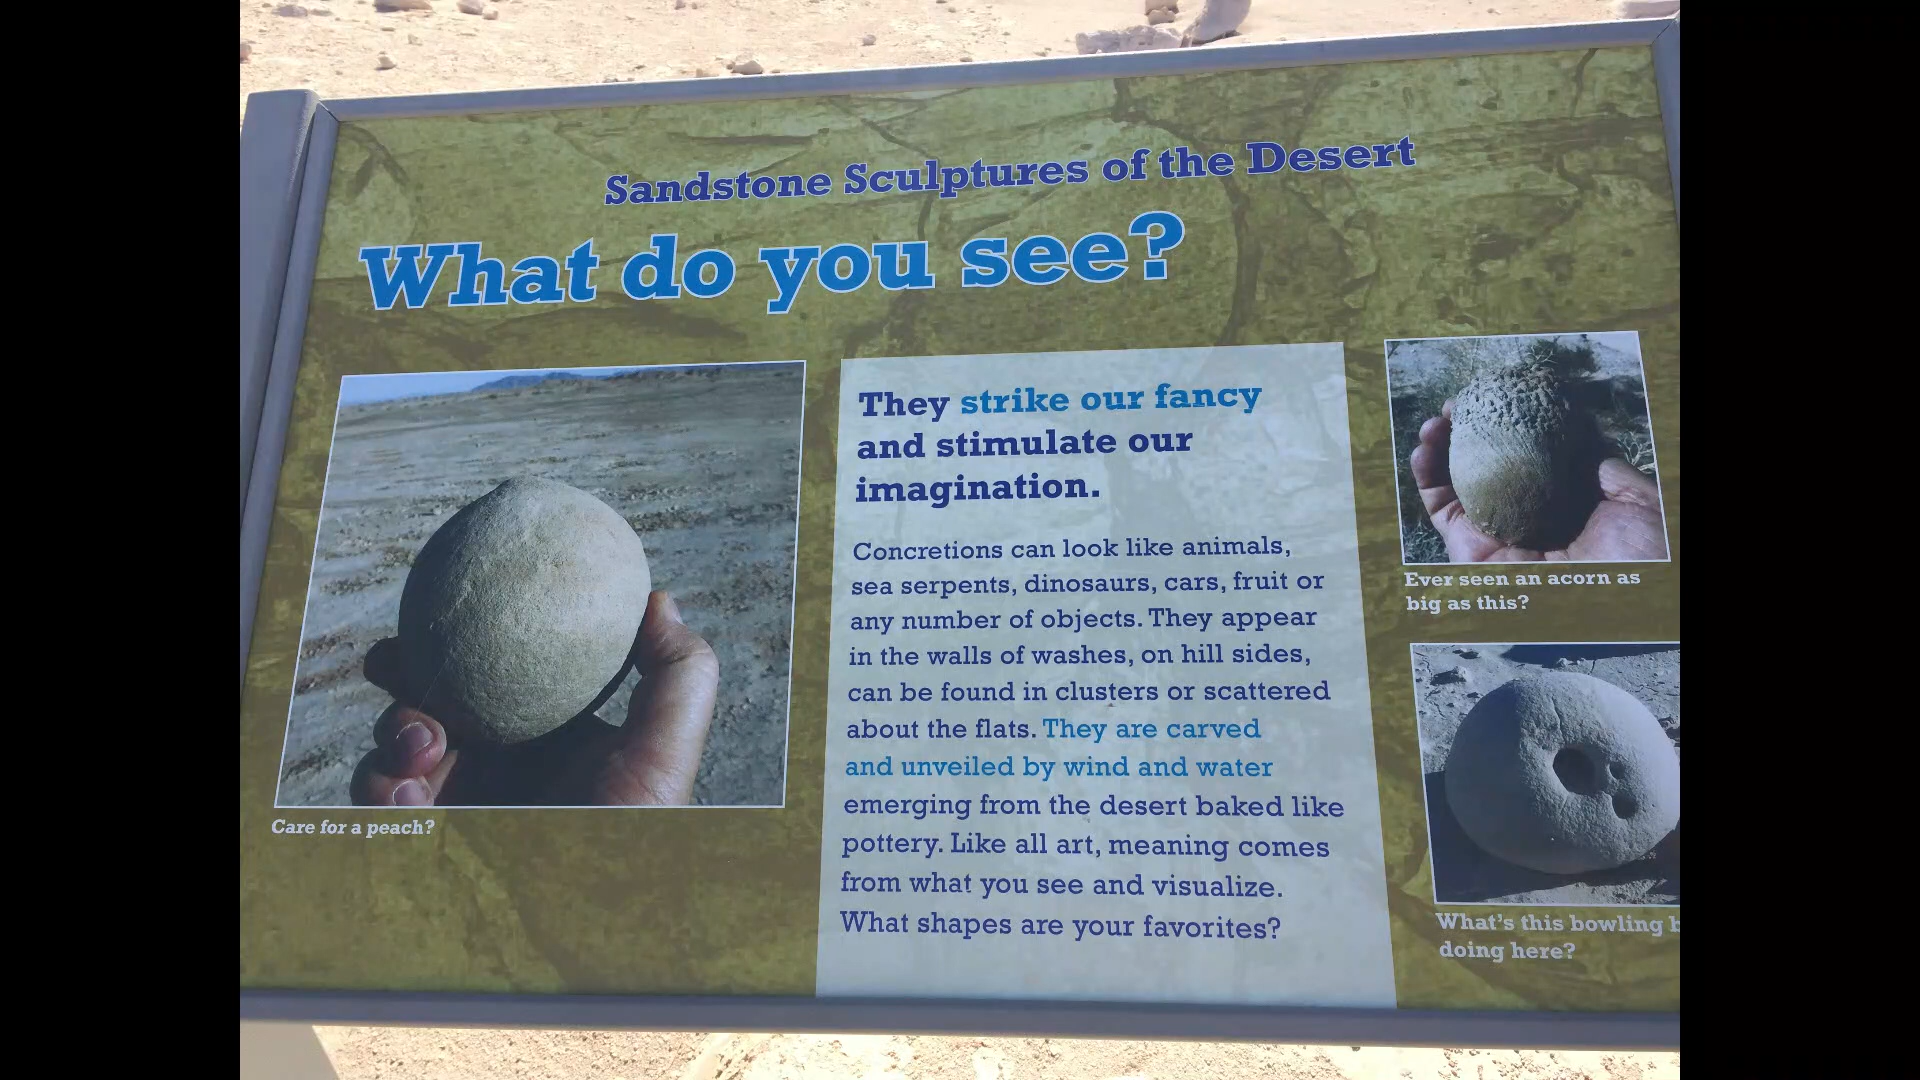 Sandstone Sculptures of the Desert
What do you see?
They strike our fancy
and stimulate our
imagination.
Concretions can look like animals,
sea serpents, dinosaurs, cars, fruit or
any number of objects. They appear
in the walls of washes, on hill sides,
can be found in clusters or scattered
about the flats. They are carved
and unveiled by wind and water
emerging from the desert baked like
pottery. Like all art, meaning comes
from what you see and visualize.
What shapes are your favorites?
Care for a peach?
Ever seen an acorn as
big as this?
What's this bowling
doing here?